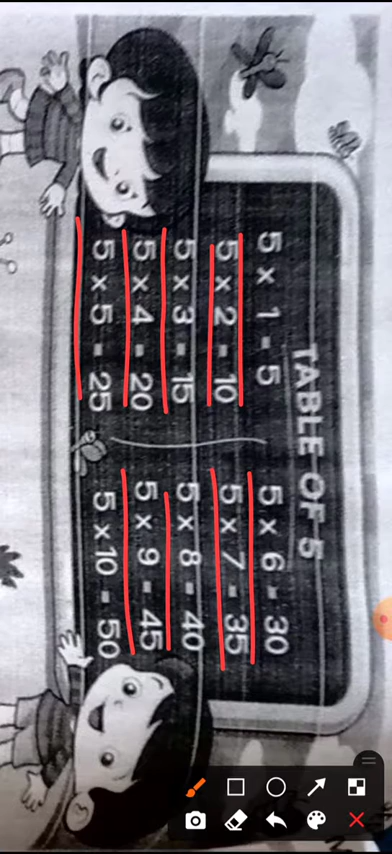 TABLE OF 5
5 x 1 = 5
5 x 2 = 10
5 x 3 = 15
5 x 4 = 20
5 x 5 = 25
5 x 6 = 30
5 x 7 = 35
5 x 8 = 40
5 x 9 = 45
5 x 10 = 50